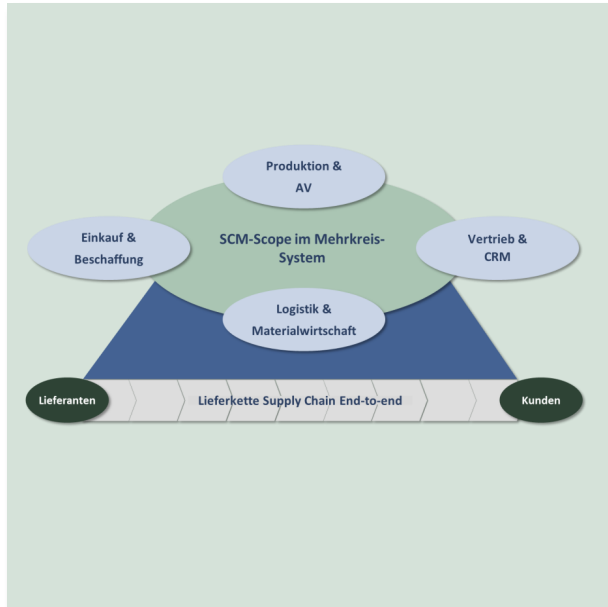 Produktion &
AV
Einkauf &
Beschaffung
SCM-Scope im Mehrkreis-
System
Vertrieb &
CRM
Logistik &
Materialwirtschaft
Lieferanten
Lieferkette Supply Chain End-to-end
Kunden